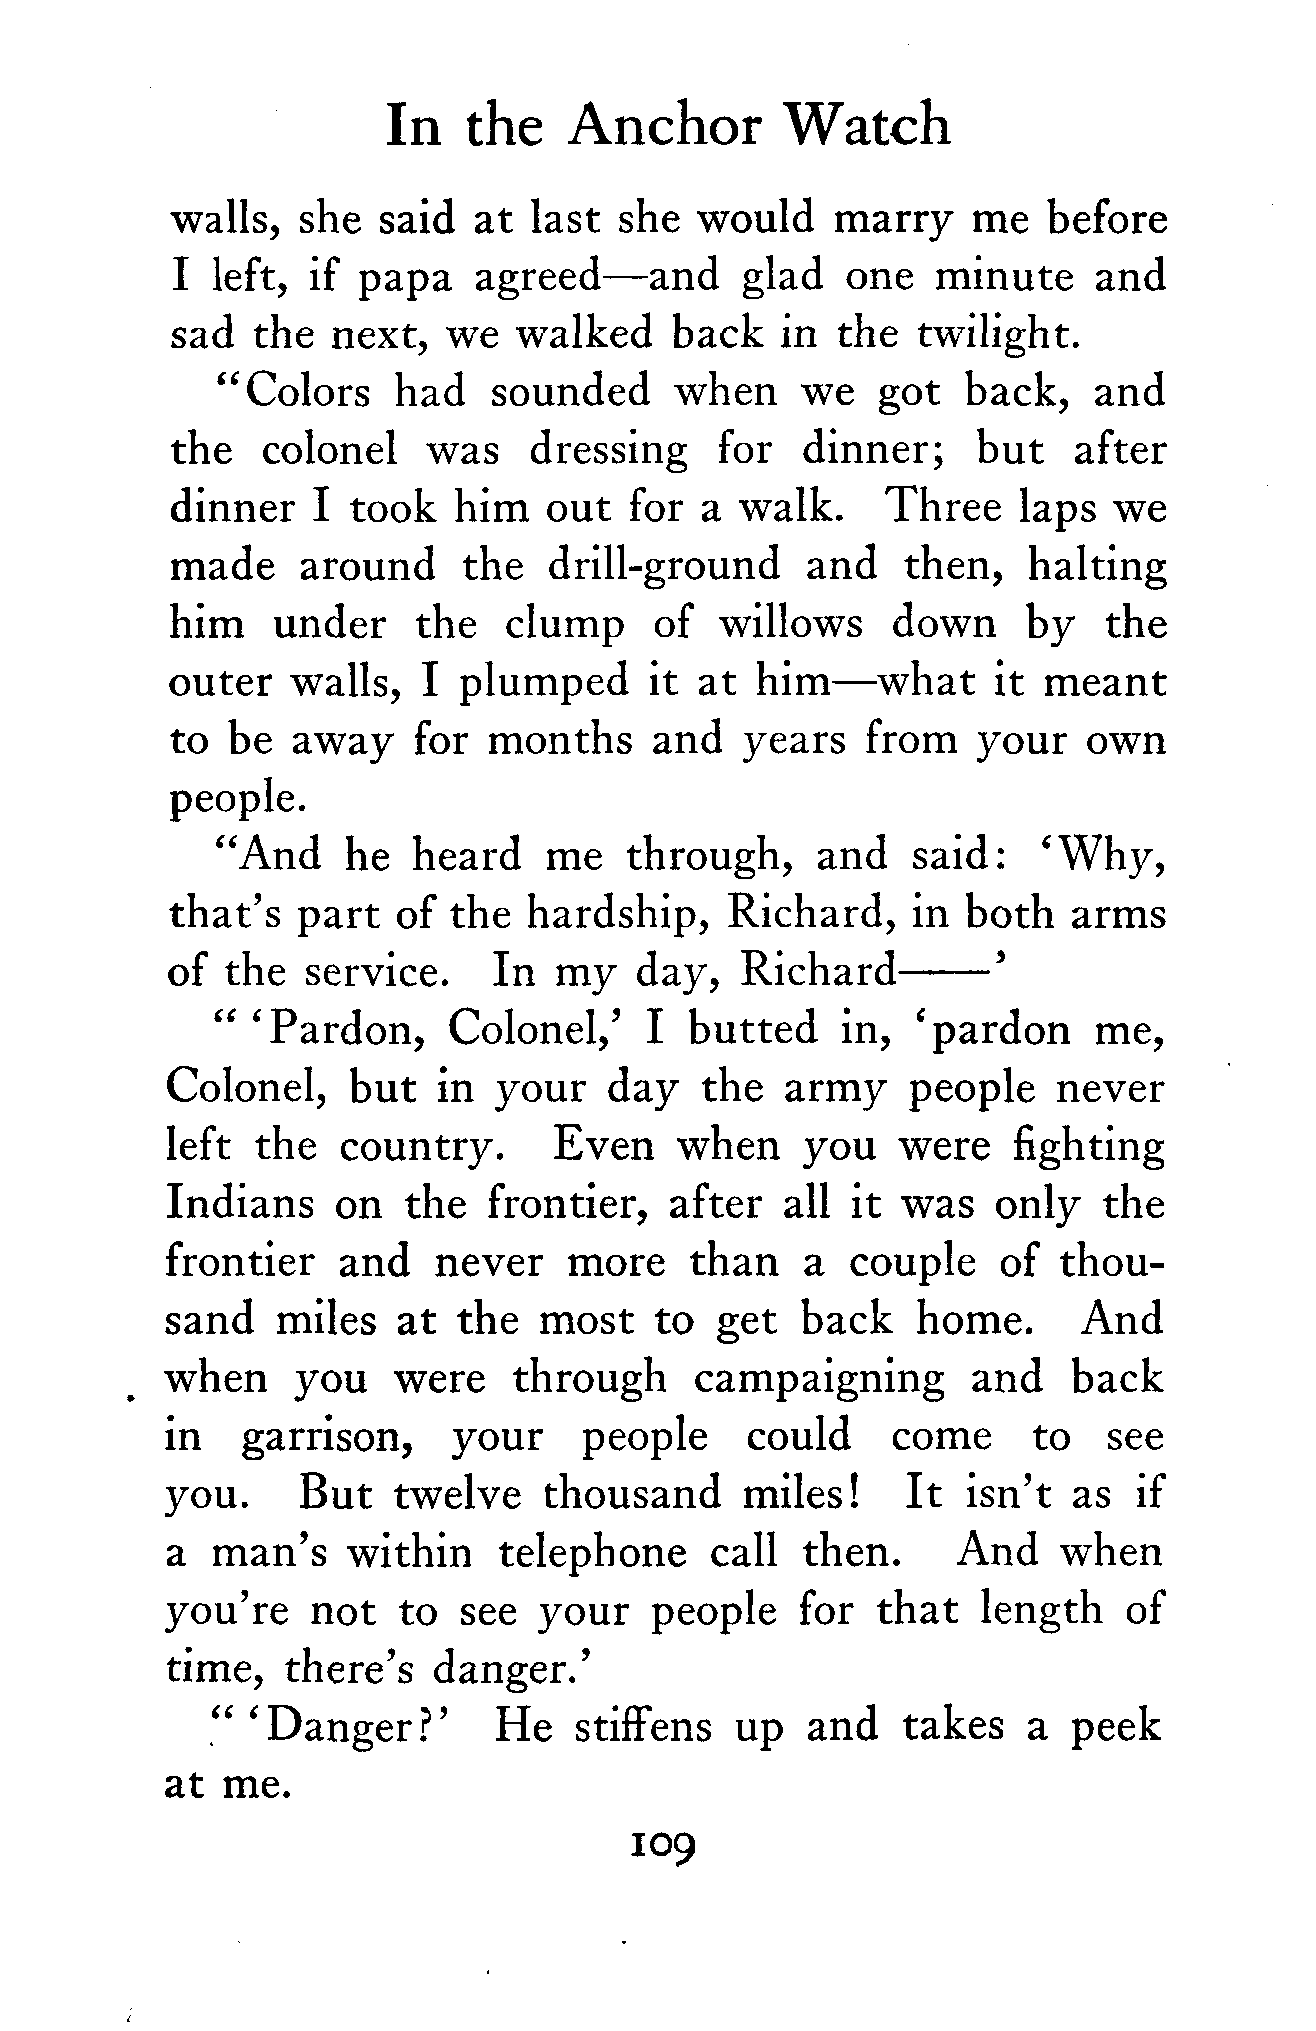 In the Anchor Watch
walls, she said at last she would marry me before
I left, if papa agreed—and glad one minute and
sad the next, we walked back in the twilight.
"Colors had sounded when we got back, and
the colonel was dressing for dinner; but after
dinner I took him out for a walk. Three laps we
made around the drill-ground and then, halting
him under the clump of willows down by the
outer walls, I plumped it at him—what it meant
to be away for months and years from your own
people.
"And he heard me through, and said: 'Why,
that's part of the hardship, Richard, in both arms
of the service. In my day, Richard——'
" 'Pardon, Colonel,' I butted in, 'pardon me,
Colonel, but in your day the army people never
left the country. Even when you were fighting
Indians on the frontier, after all it was only the
frontier and never more than a couple of thou-
sand miles at the most to get back home. And
when you were through campaigning and back
in garrison, your people could come to see
you. But twelve thousand miles! It isn't as if
a man's within telephone call then. And when
you're not to see your people for that length of
time, there's danger.'
" 'Danger?' He stiffens up and takes a peek
at me.
109